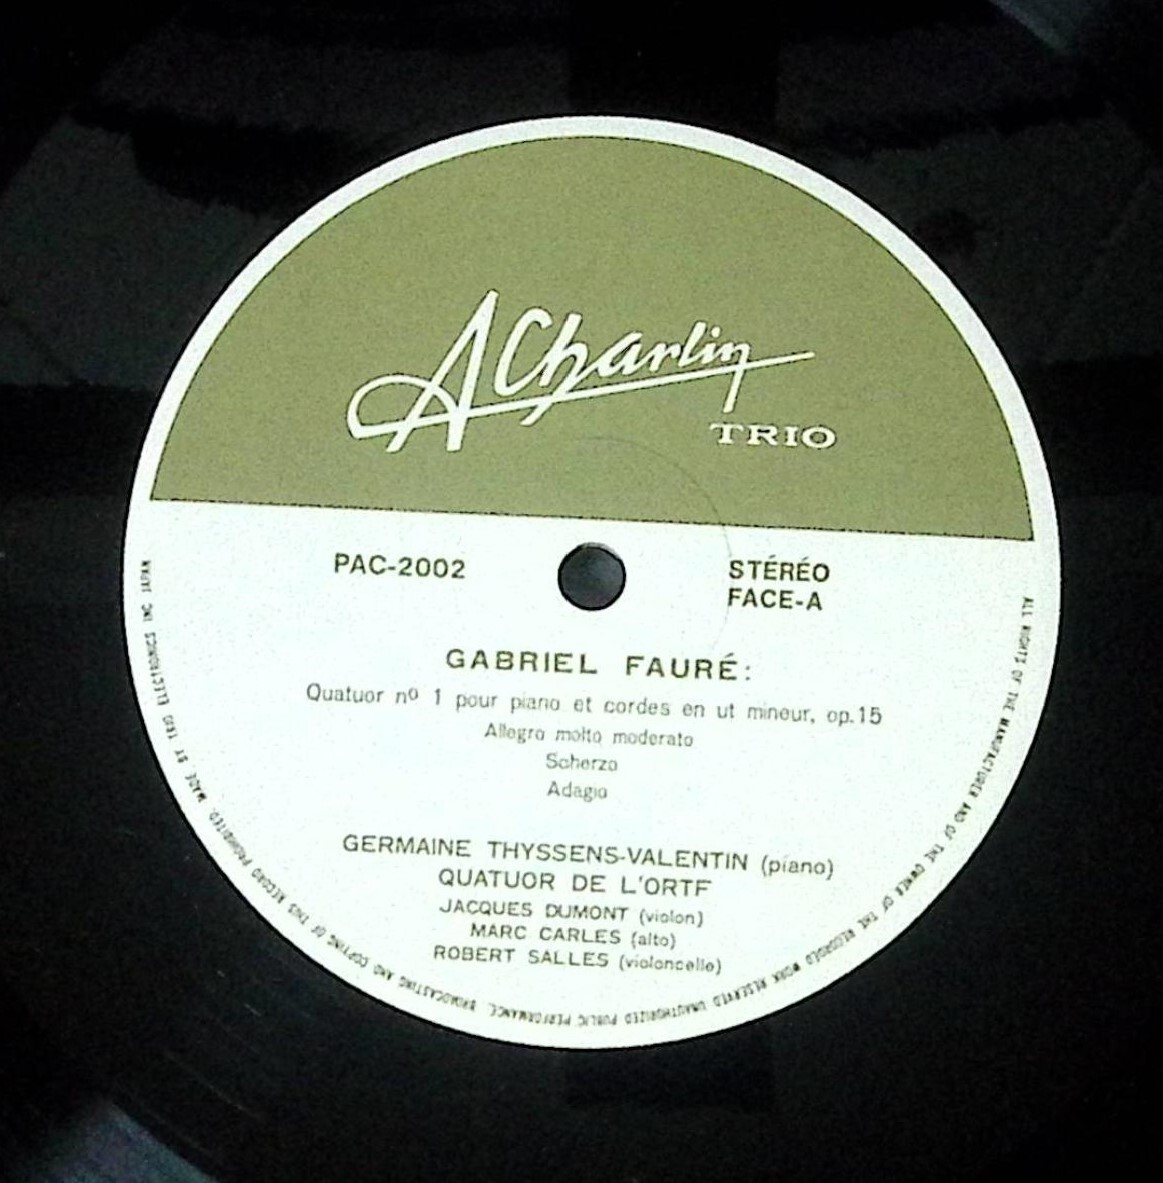 ACharlin
TRIO
PAC-2002
STÉRÉO
FACE-A
GABRIEL FAURÉ:
Quatuor nº 1 pour piano et cordes en ut mineur, op.15
Allegro molto moderato
Scherzo
Adagio
GERMAINE THYSSENS-VALENTIN (piano)
QUATUOR DE L'ORTF
JACQUES DUMONT (violon)
MARC CARLES (alto)
ROBERT SALLES (violoncelle)
ALL RIGHTS OF THE MANUFACTURER AND OF THE OWNER OF THE RECORDED WORK RESERVED UNAUTHORIZED PUBLIC PERFORMANCE, BROADCASTING AND COPYING OF THIS RECORD PROHIBITED. MADE BY TRIO ELECTRONICS INC JAPAN